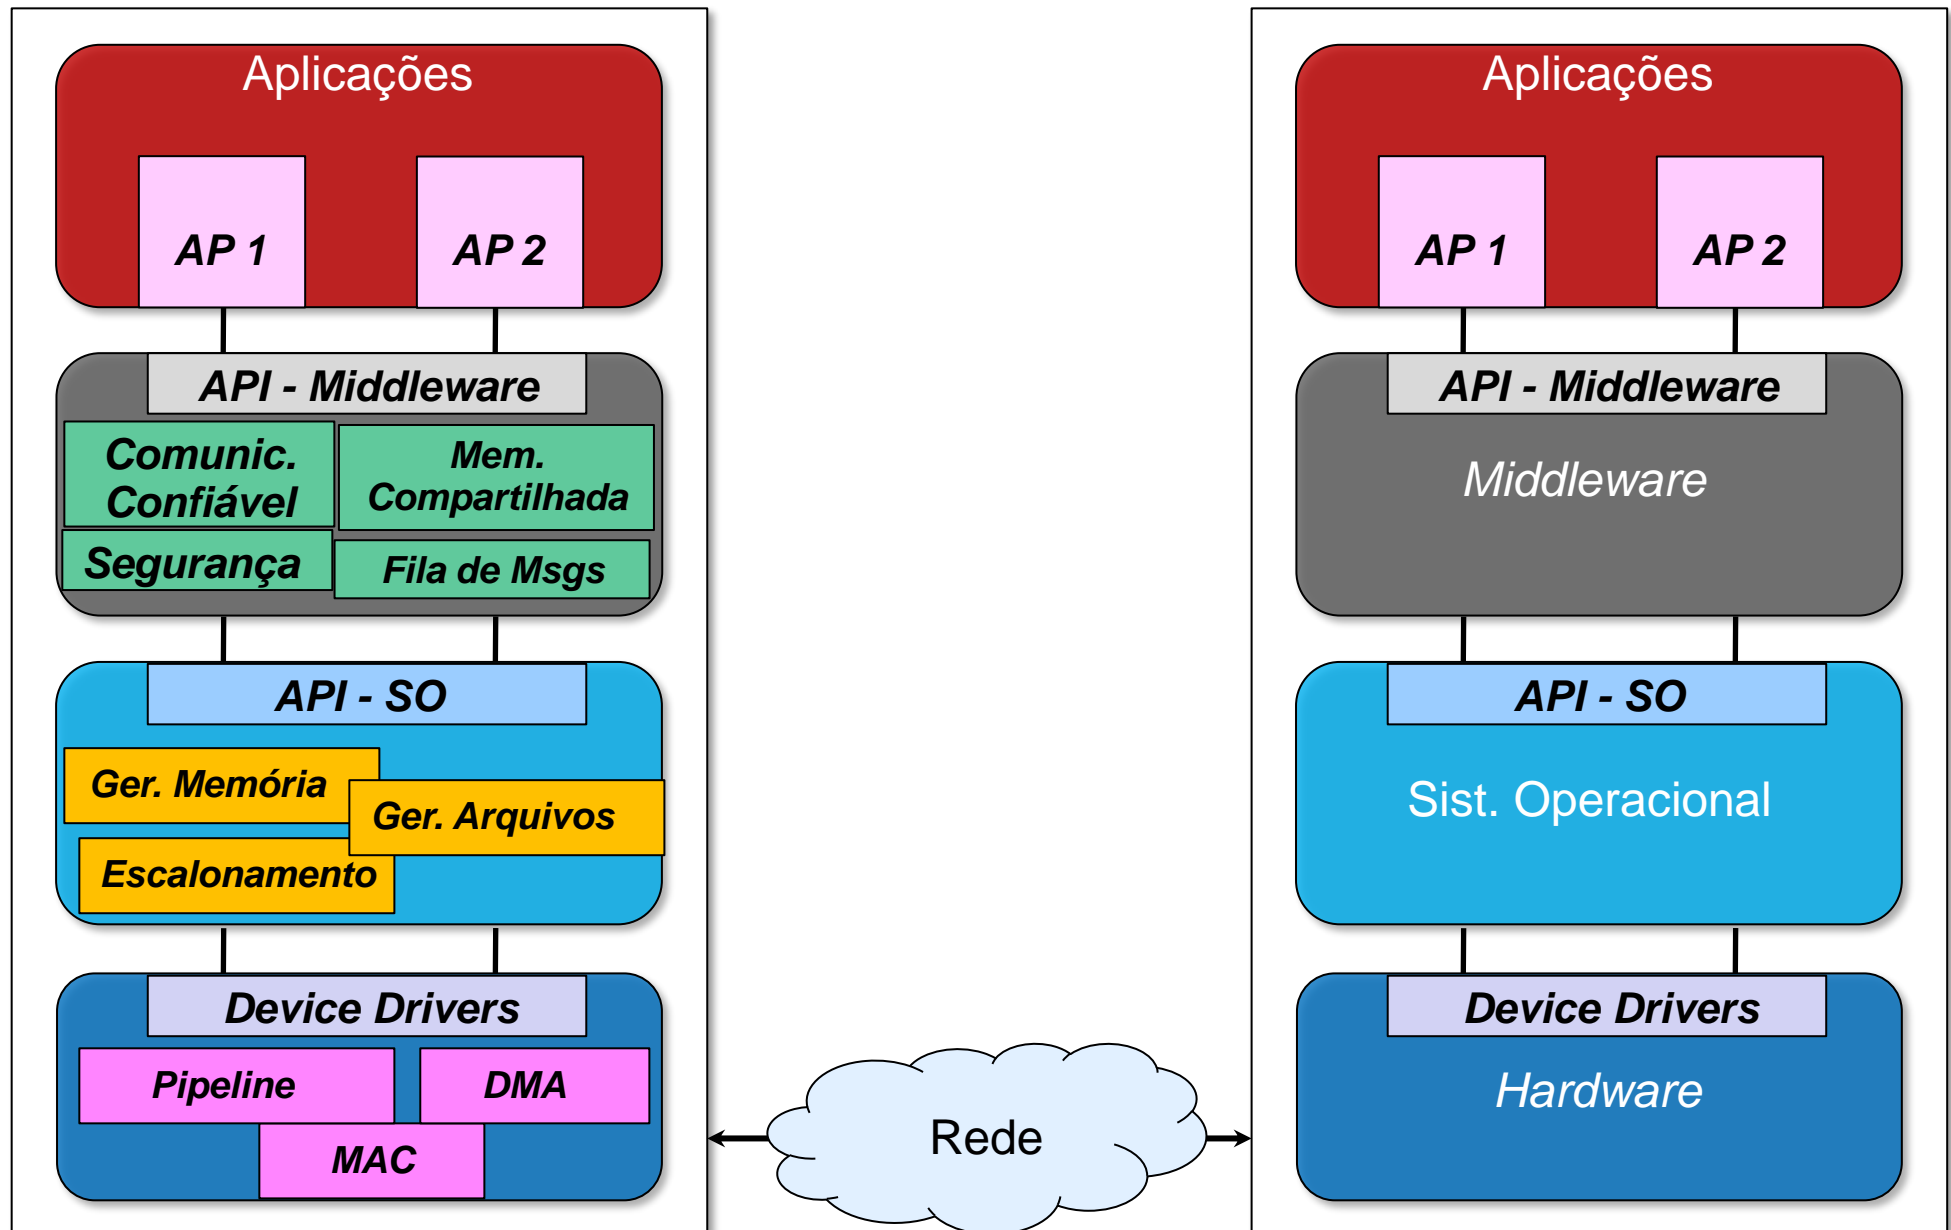 Aplicações
AP 1
AP 2
API - Middleware
Comunic.
Confiável
Mem.
Compartilhada
Segurança
Fila de Msgs
API - SO
Ger. Memória
Ger. Arquivos
Escalonamento
Device Drivers
Pipeline
DMA
MAC
Rede
Aplicações
AP 1
AP 2
API - Middleware
Middleware
API - SO
Sist. Operacional
Device Drivers
Hardware